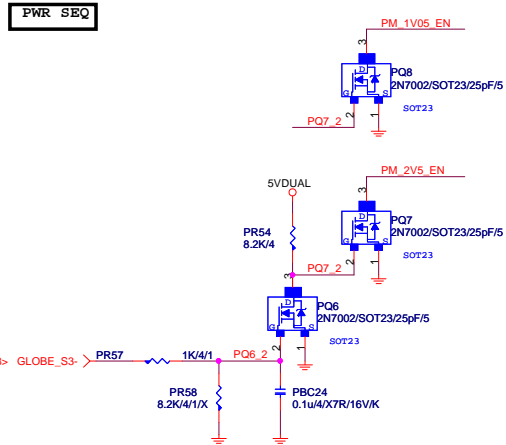 PWR SEQ
PM_1V05_EN
3
D
G
S
PQ8
2N7002/SOT23/25pF/5
SOT23
2
1
PQ7_2
PM_2V5_EN
5VDUAL
3
D
G
S
PQ7
2N7002/SOT23/25pF/5
SOT23
PR54
8.2K/4
2
1
PQ7_2
3
D
G
S
PQ6
2N7002/SOT23/25pF/5
SOT23
2
1
GLOBE_S3-
PR57
1K/4/1
PQ6_2
PR58
8.2K/4/1/X
PBC24
0.1u/4/X7R/16V/K